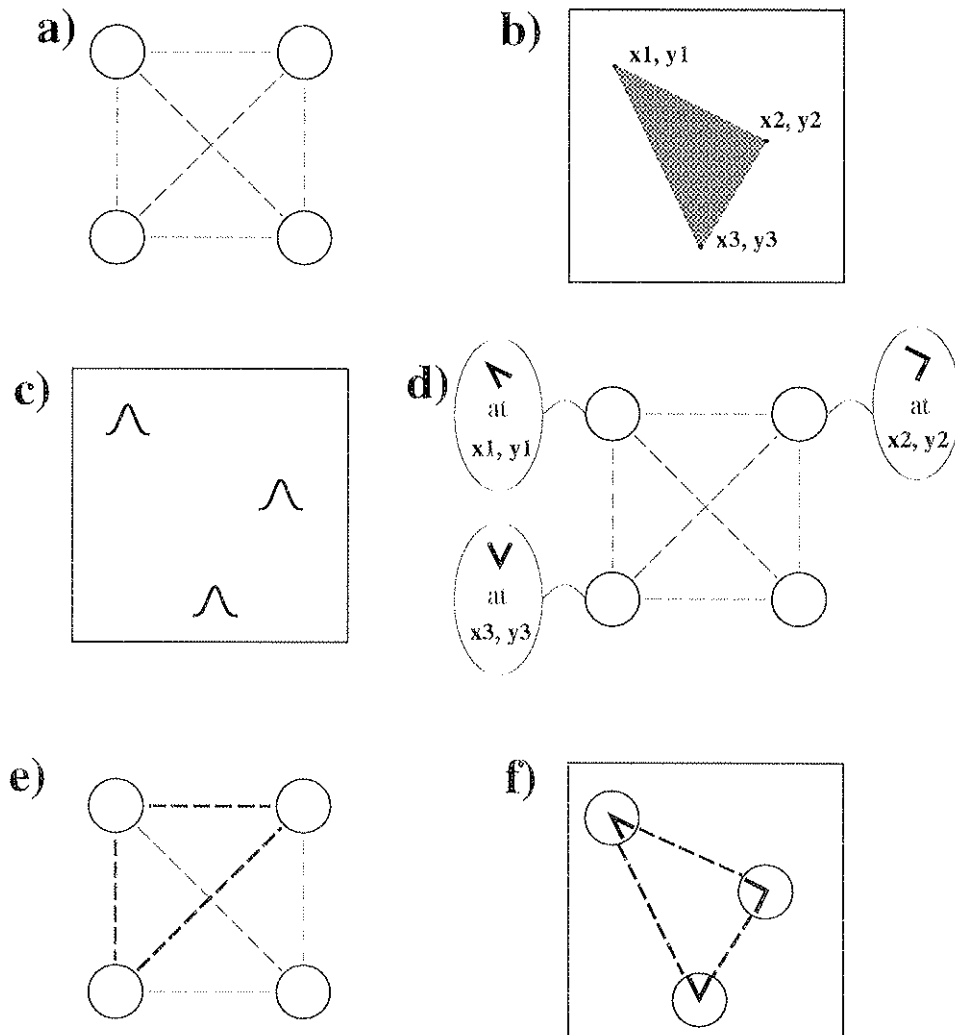 a)
b)
x1, y1
x2, y2
x3, y3
c)
d)
at
x1, y1
at
x2, y2
at
x3, y3
e)
f)